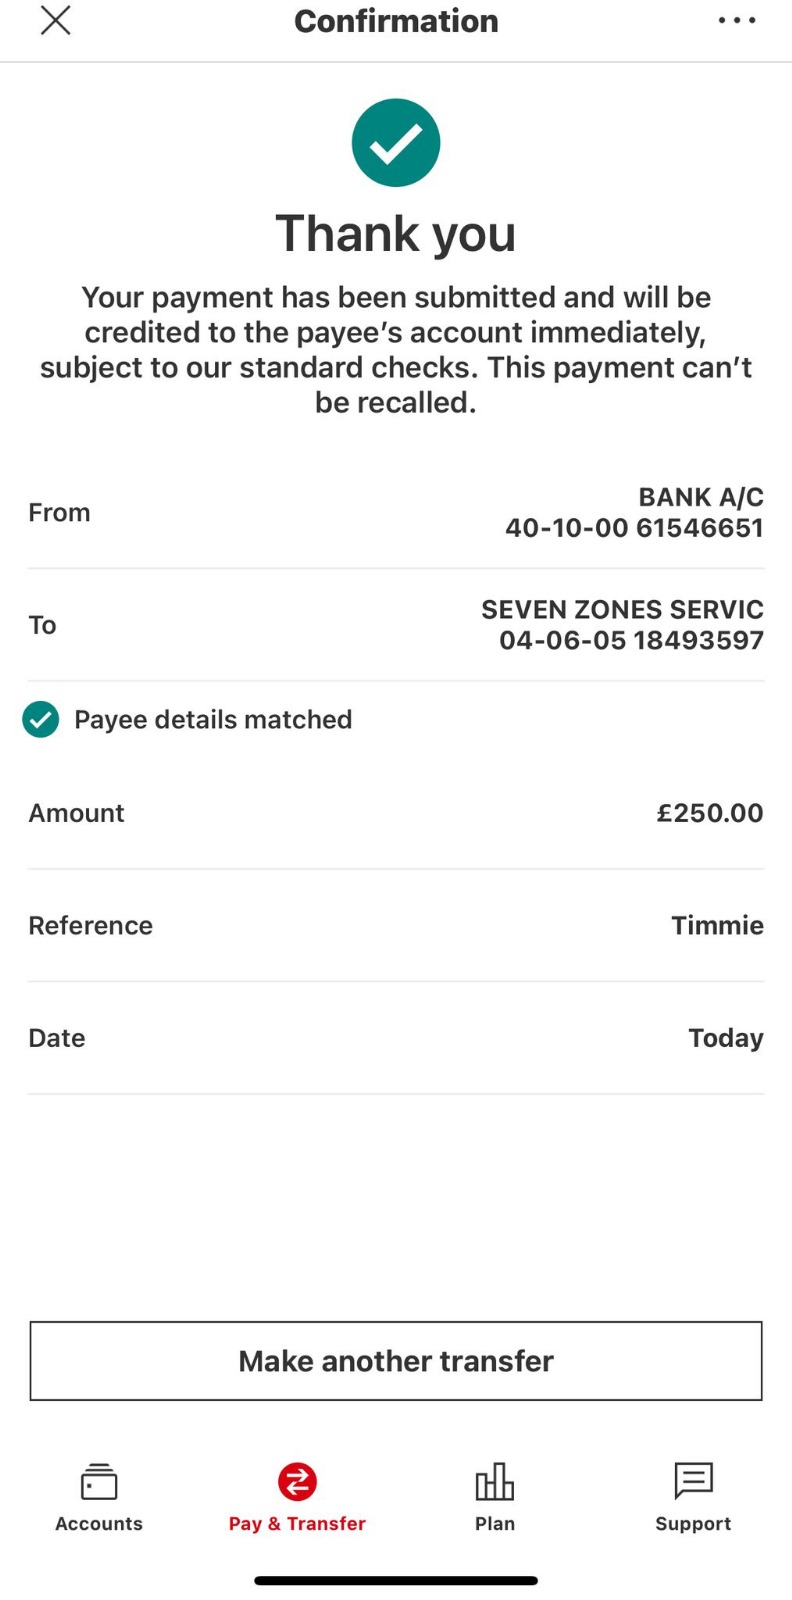 Confirmation
Thank you
Your payment has been submitted and will be
credited to the payee's account immediately,
subject to our standard checks. This payment can't
be recalled.
From
BANK A/C
40-10-00 61546651
To
SEVEN ZONES SERVIC
04-06-05 18493597
Payee details matched
Amount
£250.00
Reference
Timmie
Date
Today
Make another transfer
Accounts
Pay & Transfer
Plan
Support